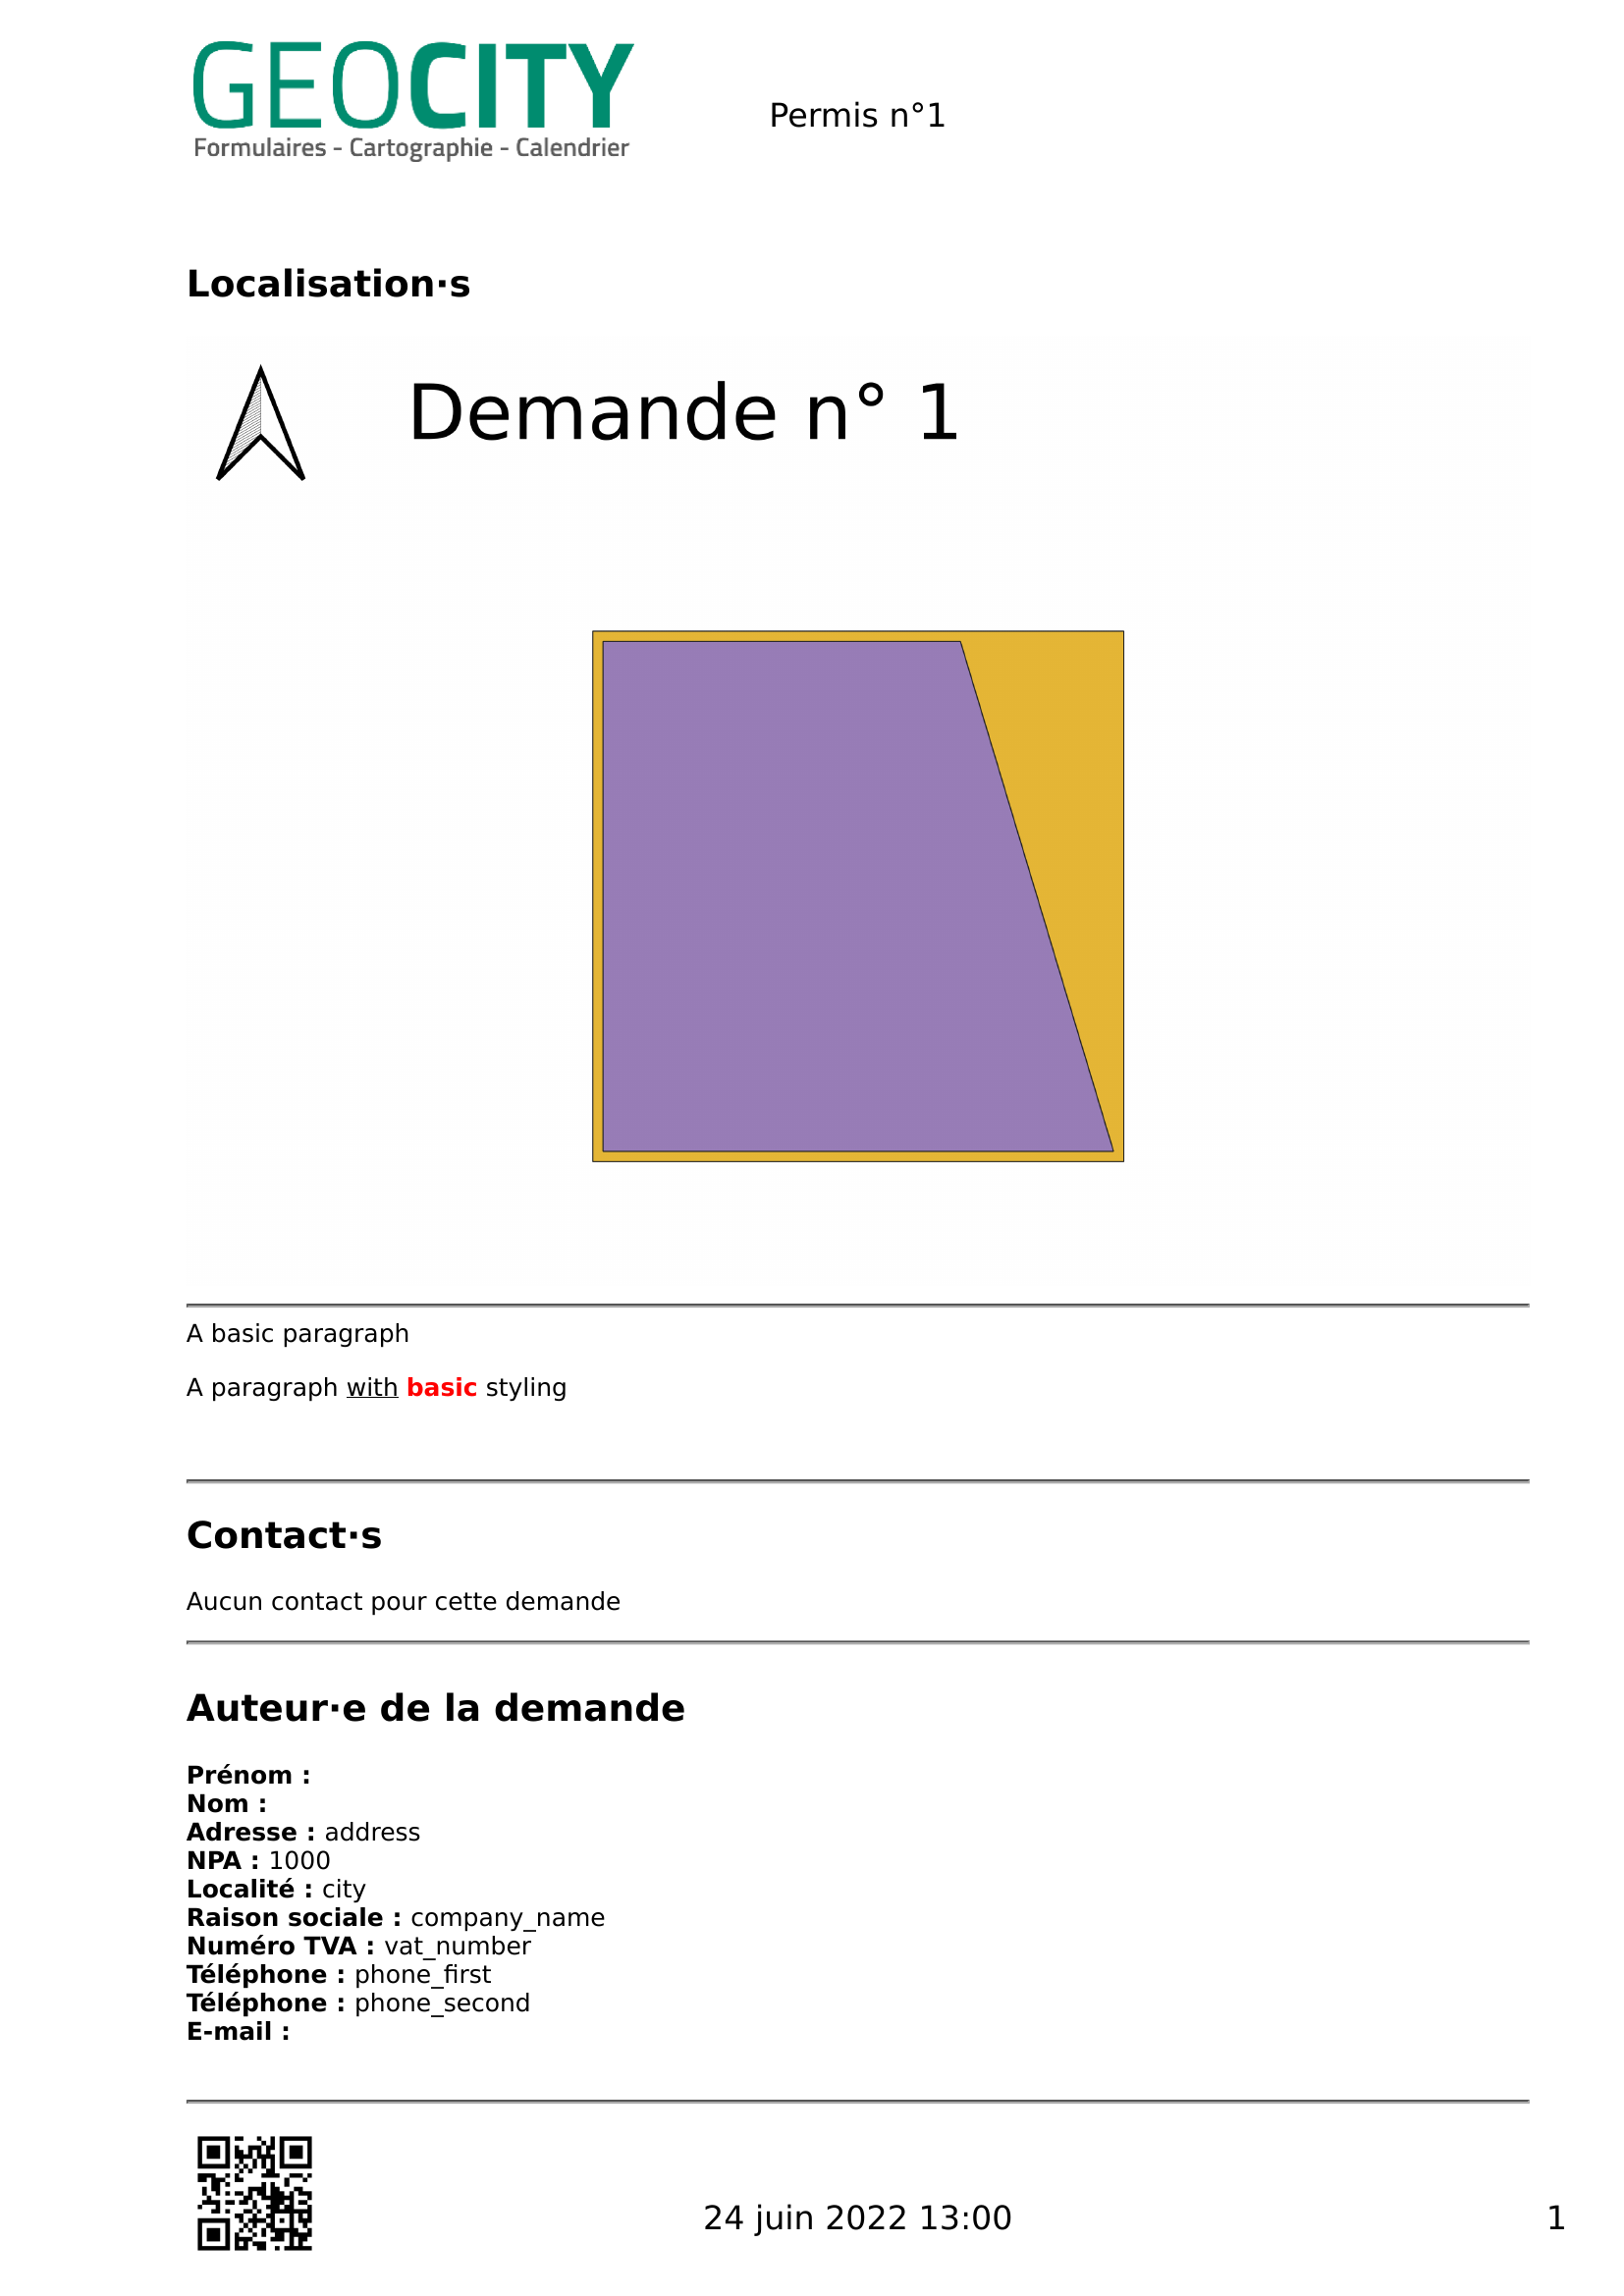 GEOCITY
Formulaires - Cartographie - Calendrier
Permis n°1
Localisation·s
Demande n° 1
A basic paragraph
A paragraph with basic styling
Contact·s
Aucun contact pour cette demande
Auteur·e de la demande
Prénom :
Nom :
Adresse : address
NPA : 1000
Localité : city
Raison sociale : company_name
Numéro TVA : vat_number
Téléphone : phone_first
Téléphone : phone_second
E-mail :
24 juin 2022 13:00
1